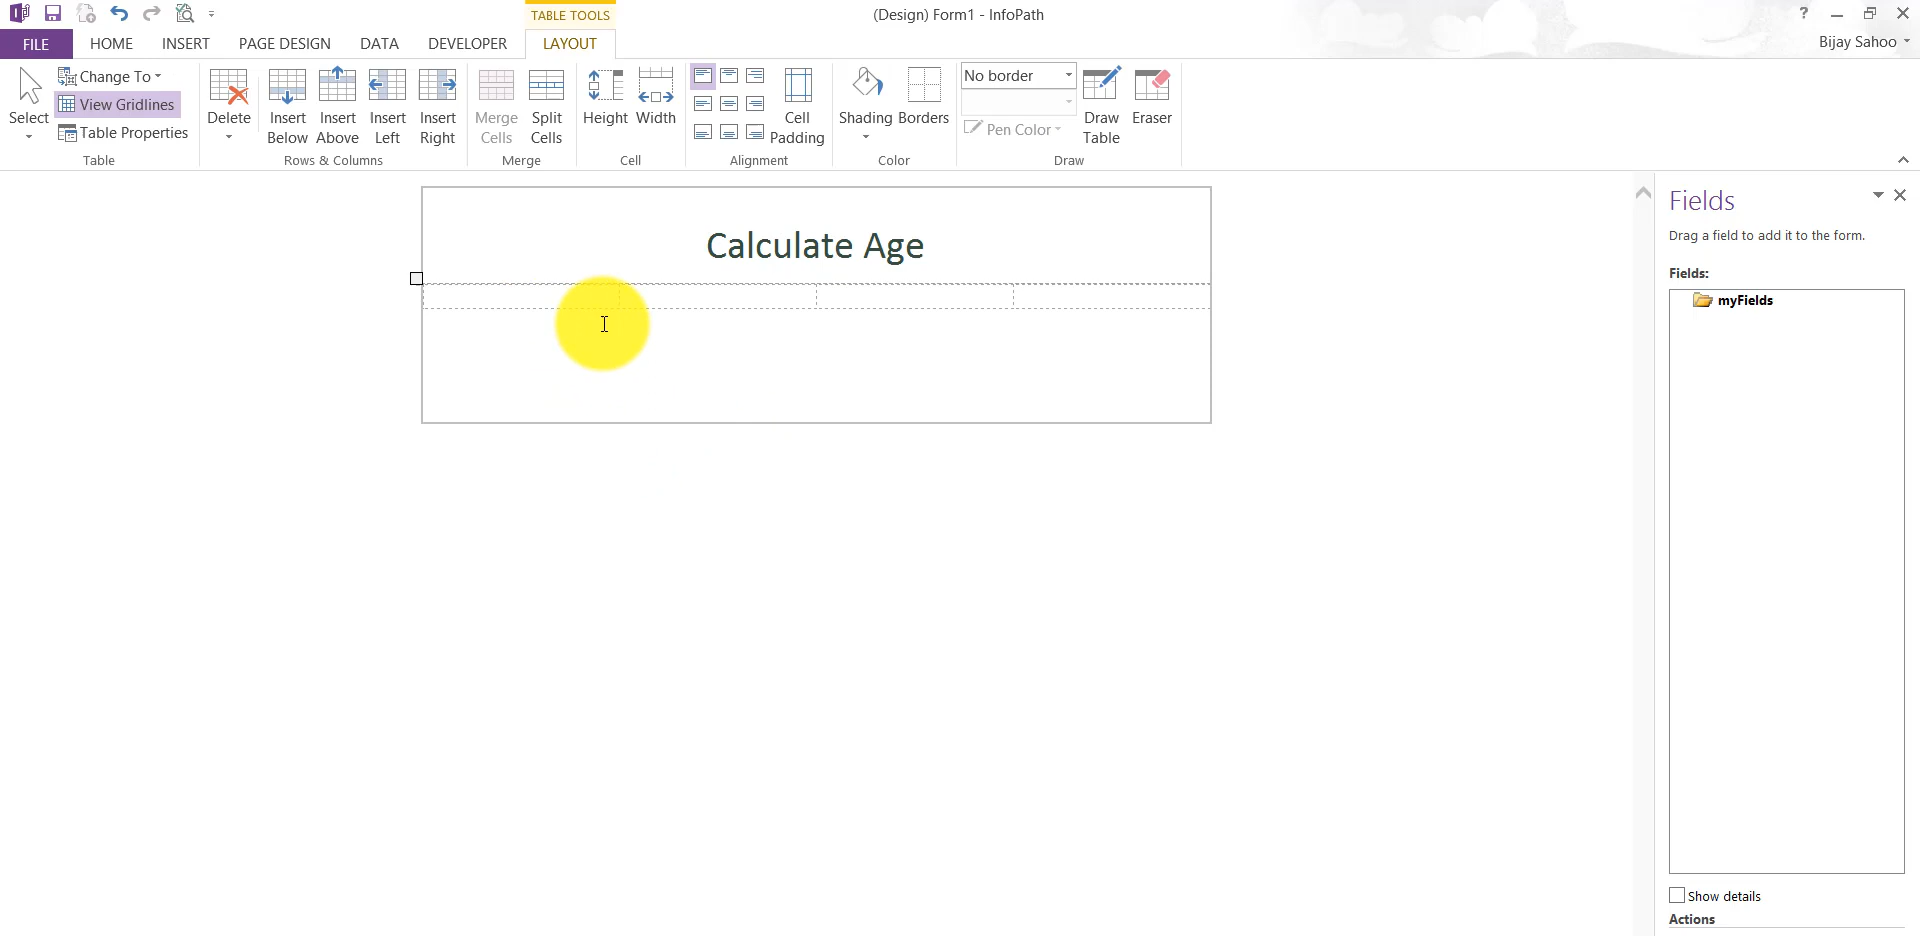 TABLE TOOLS
(Design) Form1 - InfoPath
?
FILE
HOME
INSERT
PAGE DESIGN
DATA
DEVELOPER
LAYOUT
Bijay Sahoo
Select
Change To
View Gridlines
Table Properties
Table
Delete
Insert Below
Insert Above
Insert Left
Insert Right
Rows & Columns
Merge Cells
Split Cells
Merge
Height
Width
Cell
Cell Padding
Alignment
Shading
Borders
Color
No border
Pen Color
Draw Table
Eraser
Draw
Calculate Age
Fields
Drag a field to add it to the form.
Fields:
myFields
Show details
Actions